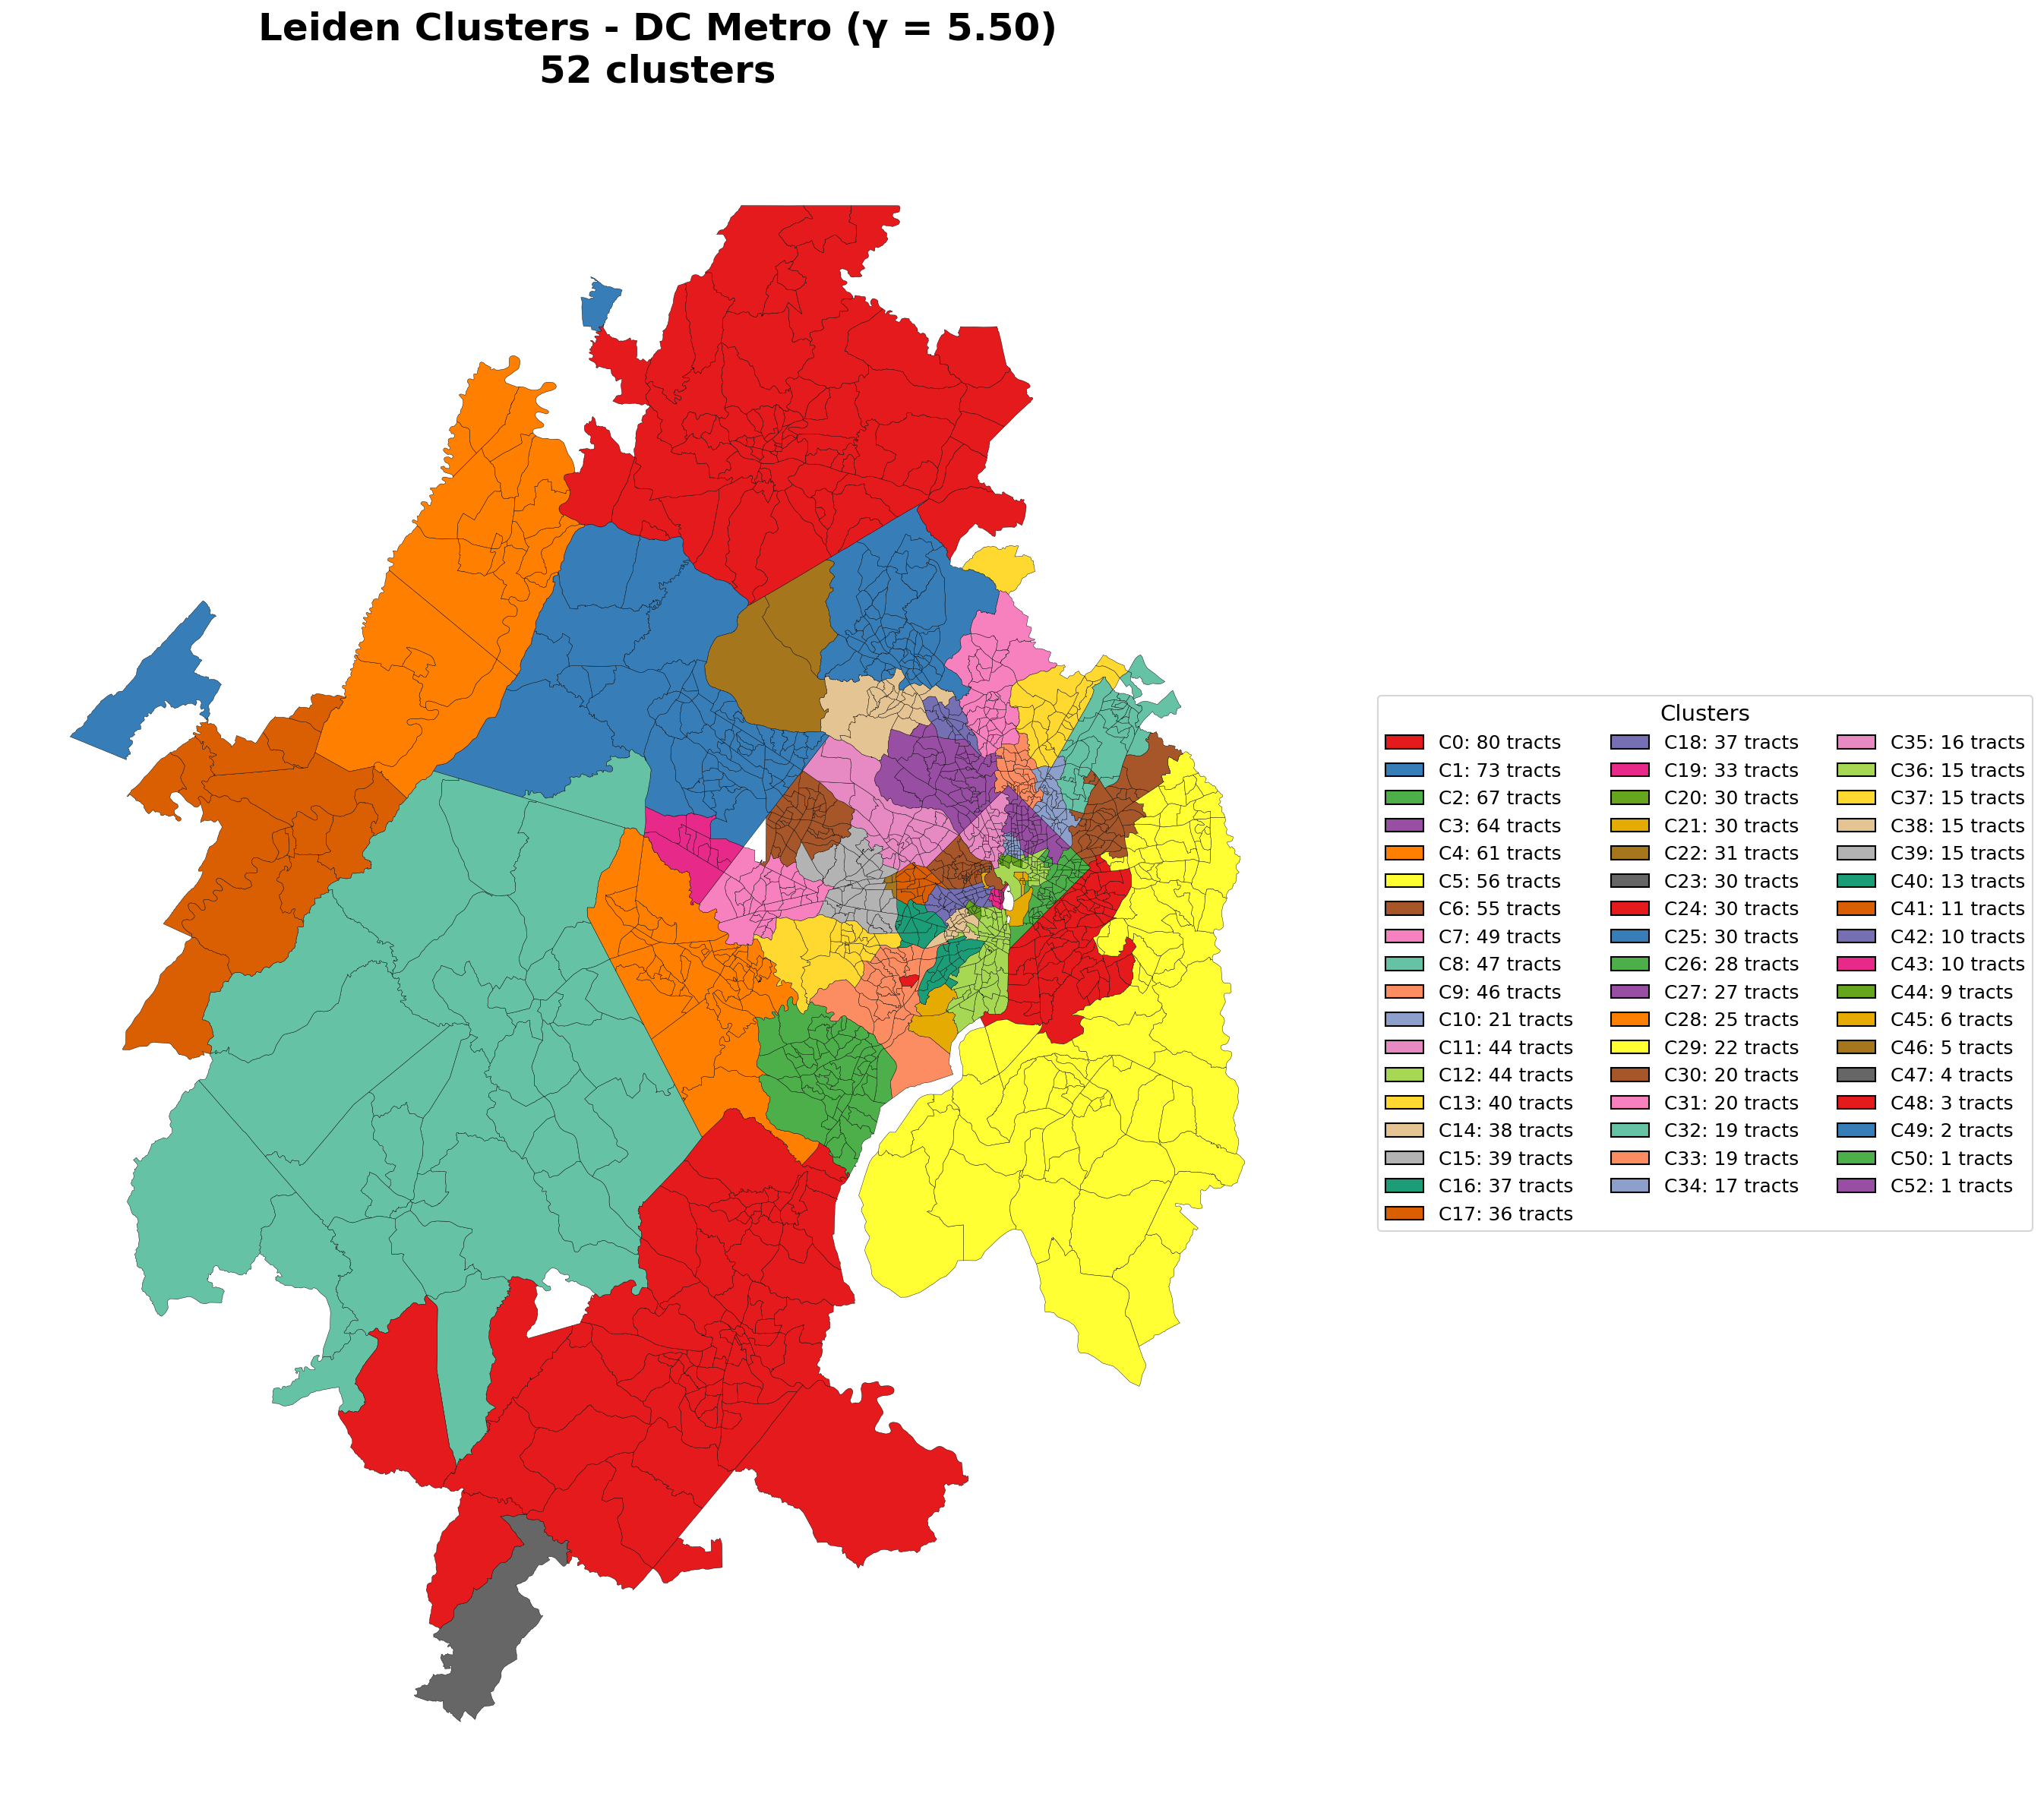 Leiden Clusters - DC Metro (γ = 5.50)
52 clusters
Clusters
C0: 80 tracts
C1: 73 tracts
C2: 67 tracts
C3: 64 tracts
C4: 61 tracts
C5: 56 tracts
C6: 55 tracts
C7: 49 tracts
C8: 47 tracts
C9: 46 tracts
C10: 21 tracts
C11: 44 tracts
C12: 44 tracts
C13: 40 tracts
C14: 38 tracts
C15: 39 tracts
C16: 37 tracts
C17: 36 tracts
C18: 37 tracts
C19: 33 tracts
C20: 30 tracts
C21: 30 tracts
C22: 31 tracts
C23: 30 tracts
C24: 30 tracts
C25: 30 tracts
C26: 28 tracts
C27: 27 tracts
C28: 25 tracts
C29: 22 tracts
C30: 20 tracts
C31: 20 tracts
C32: 19 tracts
C33: 19 tracts
C34: 17 tracts
C35: 16 tracts
C36: 15 tracts
C37: 15 tracts
C38: 15 tracts
C39: 15 tracts
C40: 13 tracts
C41: 11 tracts
C42: 10 tracts
C43: 10 tracts
C44: 9 tracts
C45: 6 tracts
C46: 5 tracts
C47: 4 tracts
C48: 3 tracts
C49: 2 tracts
C50: 1 tracts
C52: 1 tracts